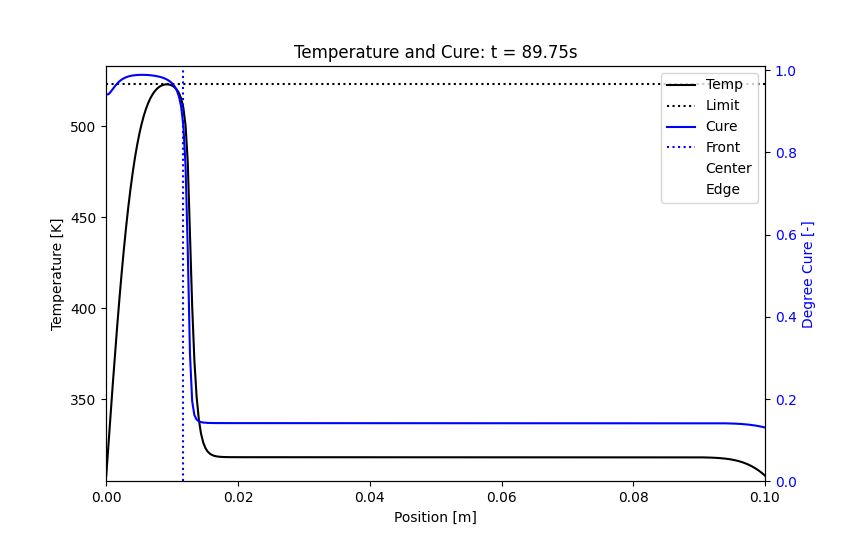 Temperature and Cure: t = 89.75s
Temp
Limit
Cure
Front
Center
Edge
Temperature [K]
500
450
400
350
Degree Cure [-]
1.0
0.8
0.6
0.4
0.2
0.0
0.00 0.02 0.04 0.06 0.08 0.10
Position [m]